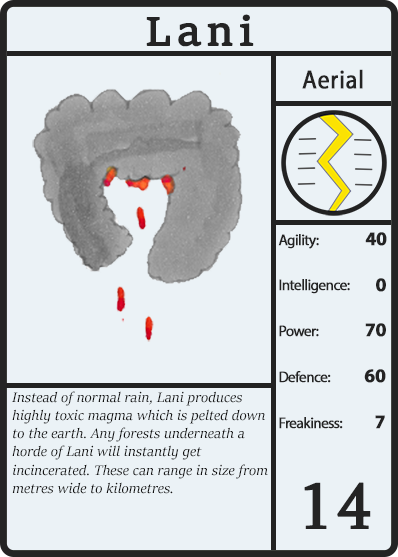 Lani
Aerial
Agility: 40
Intelligence: 0
Power: 70
Defence: 60
Freakiness: 7
14
Instead of normal rain, Lani produces
highly toxic magma which is pelted down
to the earth. Any forests underneath a
horde of Lani will instantly get
incincerated. These can range in size from
metres wide to kilometres.